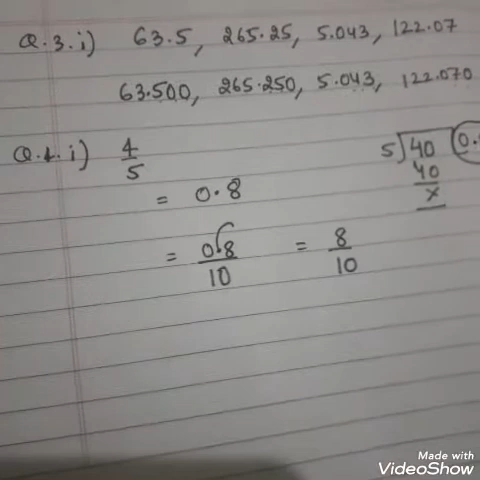 Q.3.i) 63.5, 265.25, 5.043, 122.07
63.500, 265.250, 5.043, 122.070
Q.4.i) 4/5
5)40(0.
40
x
= 0.8
= 08/10 = 8/10
Made with
VideoShow